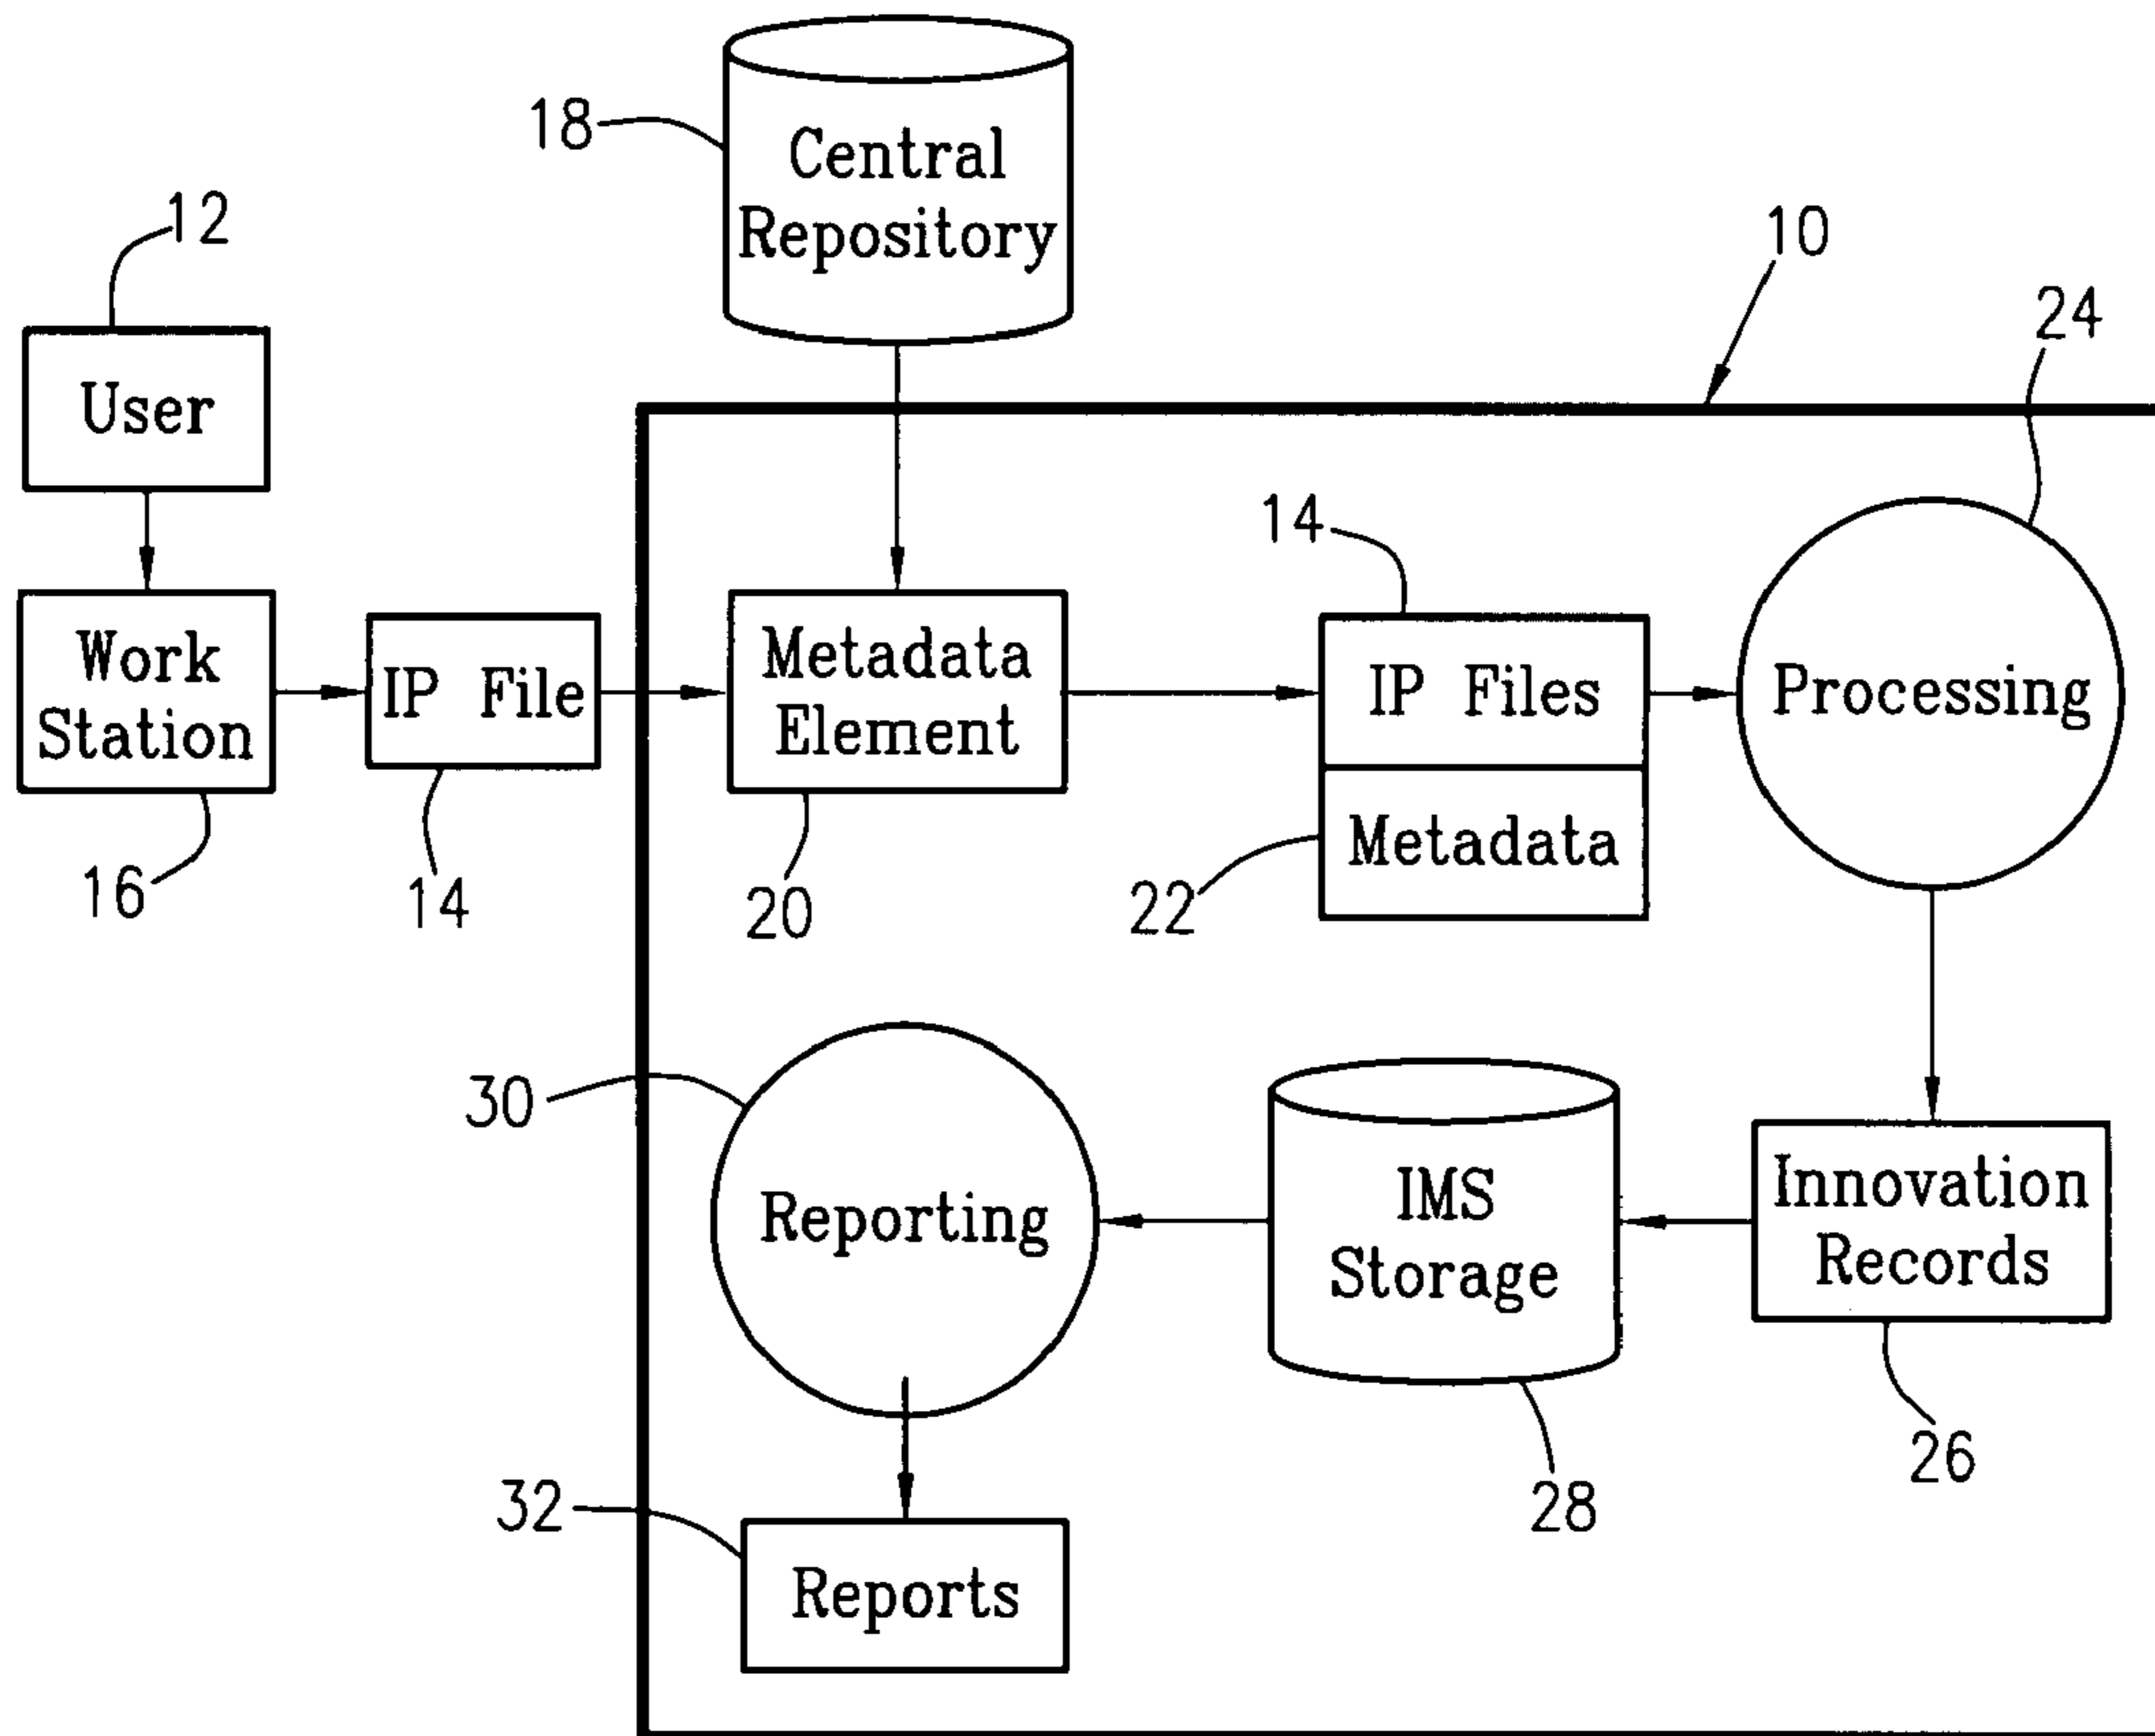 18
Central
Repository
12
10
24
User
14
Work
Station
IP File
Metadata
Element
IP Files
Processing
Metadata
16
14
20
22
30
Reporting
IMS
Storage
Innovation
Records
26
32
28
Reports